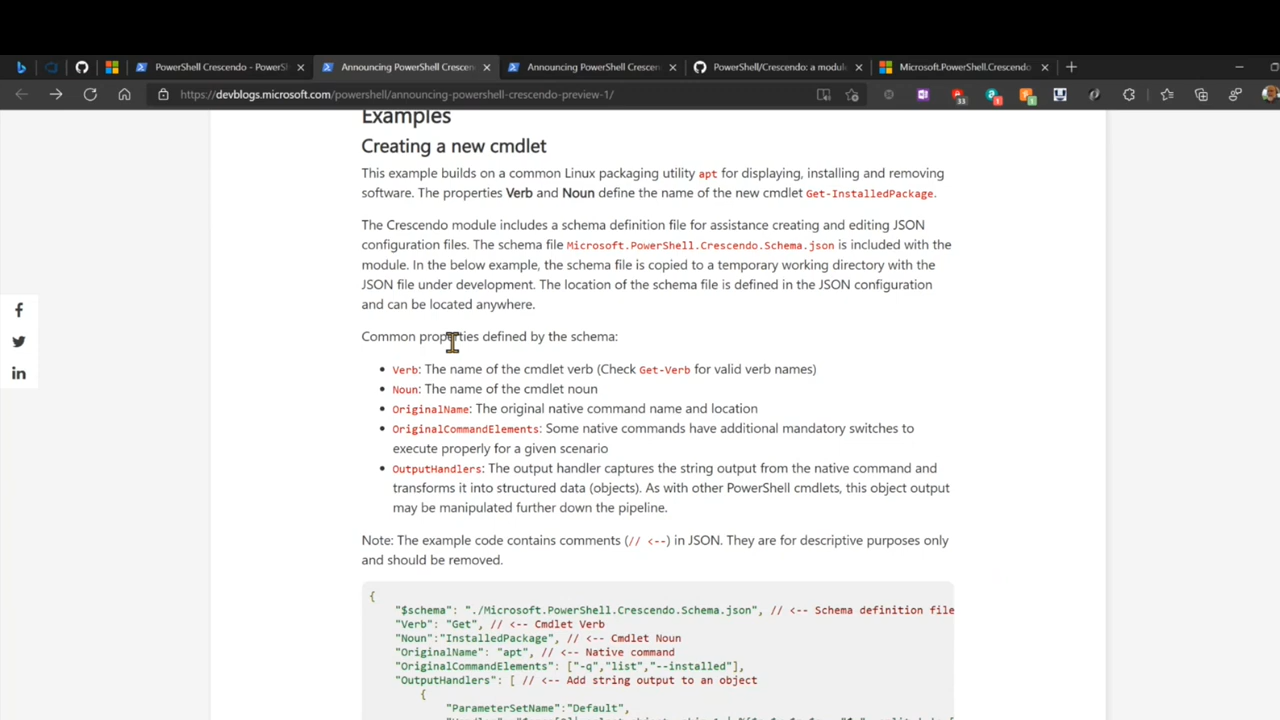 PowerShell Crescendo - PowerS
Announcing PowerShell Crescen
Announcing PowerShell Crescen
PowerShell/Crescendo: a modul
Microsoft.PowerShell.Crescendo
https://devblogs.microsoft.com/powershell/announcing-powershell-crescendo-preview-1/
33
1
1
Examples
Creating a new cmdlet
This example builds on a common Linux packaging utility apt for displaying, installing and removing
software. The properties Verb and Noun define the name of the new cmdlet Get-InstalledPackage.
The Crescendo module includes a schema definition file for assistance creating and editing JSON
configuration files. The schema file Microsoft.PowerShell.Crescendo.Schema.json is included with the
module. In the below example, the schema file is copied to a temporary working directory with the
JSON file under development. The location of the schema file is defined in the JSON configuration
and can be located anywhere.
Common properties defined by the schema:
• Verb: The name of the cmdlet verb (Check Get-Verb for valid verb names)
• Noun: The name of the cmdlet noun
• OriginalName: The original native command name and location
• OriginalCommandElements: Some native commands have additional mandatory switches to
execute properly for a given scenario
• OutputHandlers: The output handler captures the string output from the native command and
transforms it into structured data (objects). As with other PowerShell cmdlets, this object output
may be manipulated further down the pipeline.
Note: The example code contains comments (// <--) in JSON. They are for descriptive purposes only
and should be removed.
{
"$schema": "./Microsoft.PowerShell.Crescendo.Schema.json", // <-- Schema definition file
"Verb": "Get", // <-- Cmdlet Verb
"Noun":"InstalledPackage", // <-- Cmdlet Noun
"OriginalName": "apt", // <-- Native command
"OriginalCommandElements": ["-q","list","--installed"],
"OutputHandlers": [ // <-- Add string output to an object
{
"ParameterSetName":"Default",